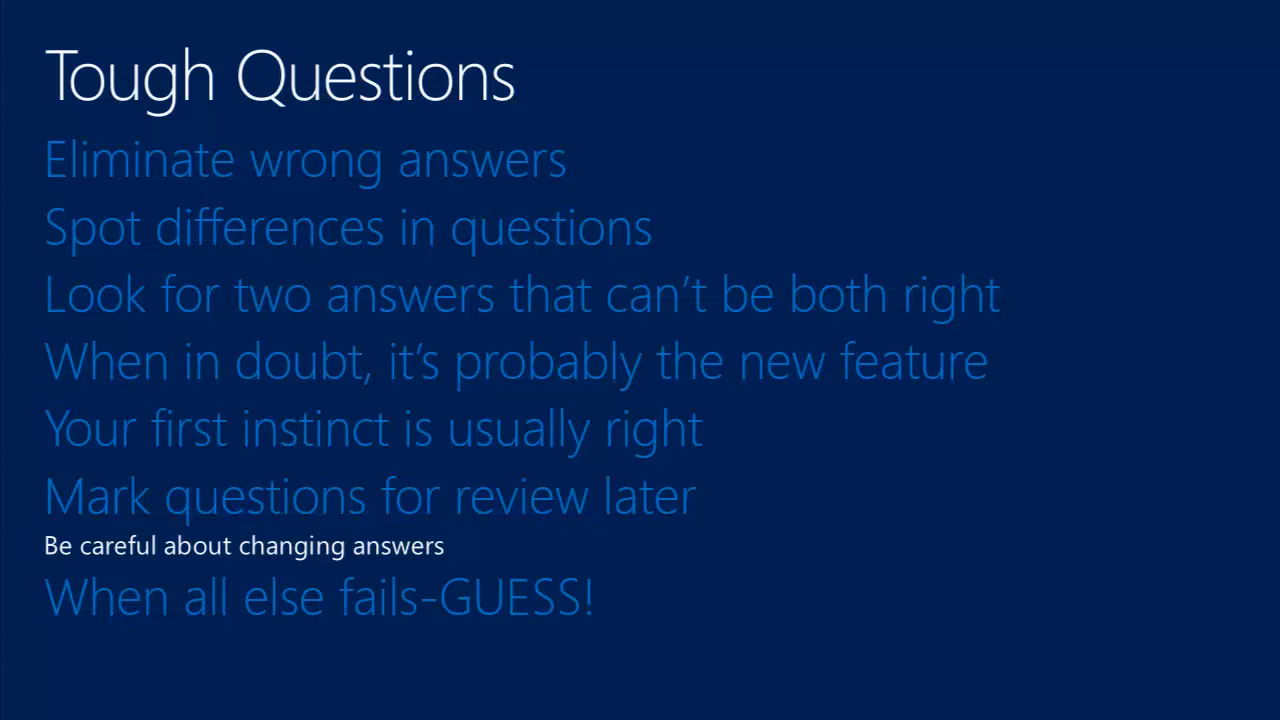 Tough Questions
Eliminate wrong answers
Spot differences in questions
Look for two answers that can’t be both right
When in doubt, it’s probably the new feature
Your first instinct is usually right
Mark questions for review later
Be careful about changing answers
When all else fails-GUESS!